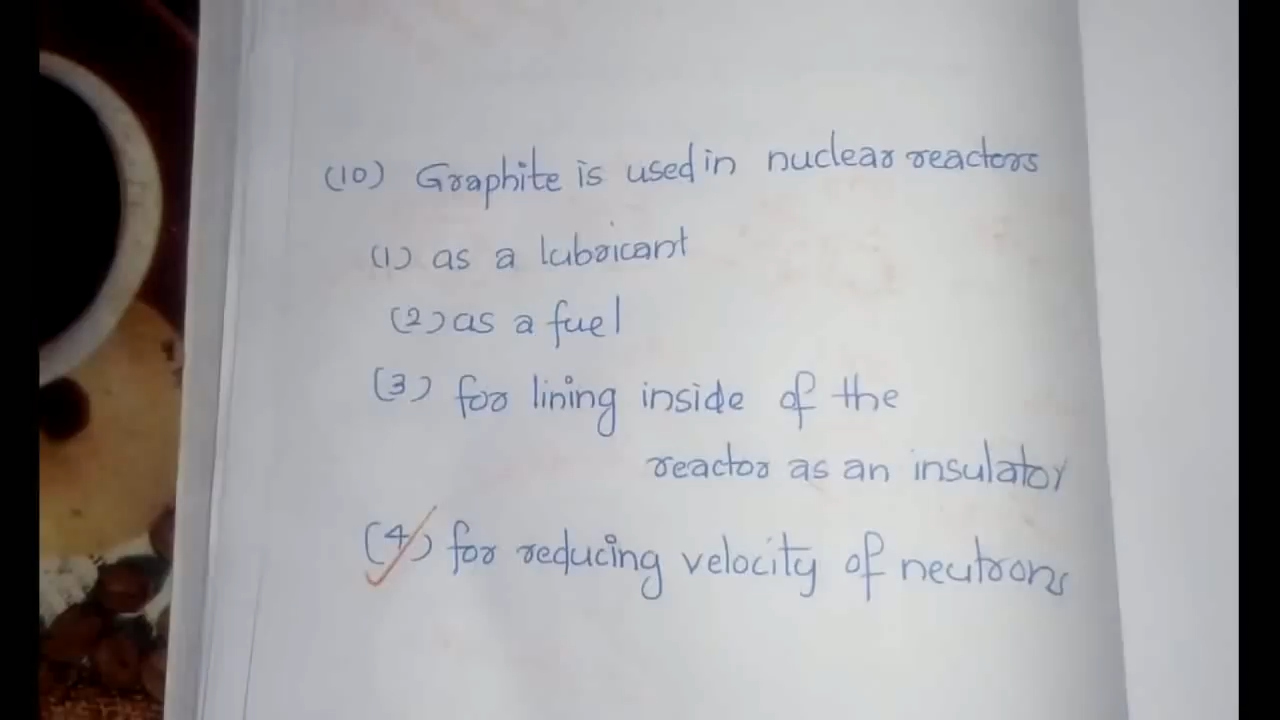 (10) Graphite is used in nuclear reactors
(1) as a lubricant
(2) as a fuel
(3) for lining inside of the
reactor as an insulator
(4) for reducing velocity of neutrons